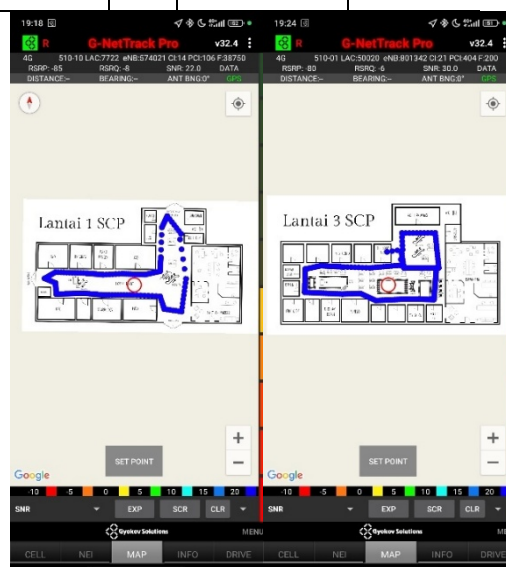 19:18
R G-NetTrack Pro v32.4
4G 510-10 LAC:7722 eNB:574021 CI:14 PCI:106 F:38750
RSRP: -85 RSRQ: -8 SNR: 22.0 DATA
DISTANCE:– BEARING:– ANT BNG:0° GPS
Lantai 1 SCP
+
SET POINT
–
Google
-10 -5 0 5 10 15 20
SNR EXP SCR CLR
Gyokov Solutions MENU
CELL NEI MAP INFO DRIVE
19:24
R G-NetTrack Pro v32.4
4G 510-01 LAC:50020 eNB:801342 CI:21 PCI:404 F:200
RSRP: -80 RSRQ: -6 SNR: 30.0 DATA
DISTANCE:– BEARING:– ANT BNG:0° GPS
Lantai 3 SCP
+
SET POINT
–
Google
-10 -5 0 5 10 15 20
SNR EXP SCR CLR
Gyokov Solutions ME
CELL NEI MAP INFO DRIVE